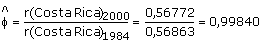 ϕ̂ = r(Costa Rica)2000 / r(Costa Rica)1984 = 0,56772 / 0,56863 = 0,99840